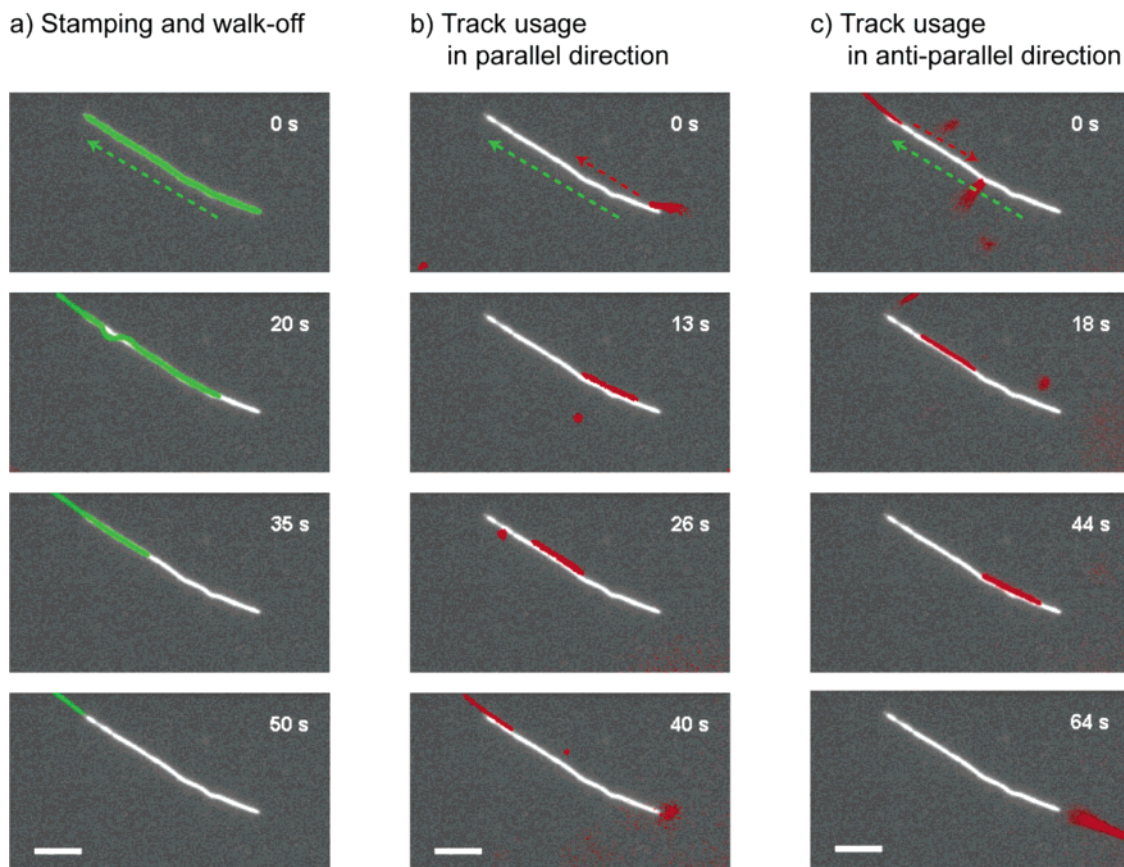 a) Stamping and walk-off
b) Track usage
in parallel direction
c) Track usage
in anti-parallel direction
0 s
0 s
0 s
20 s
13 s
18 s
35 s
26 s
44 s
50 s
40 s
64 s